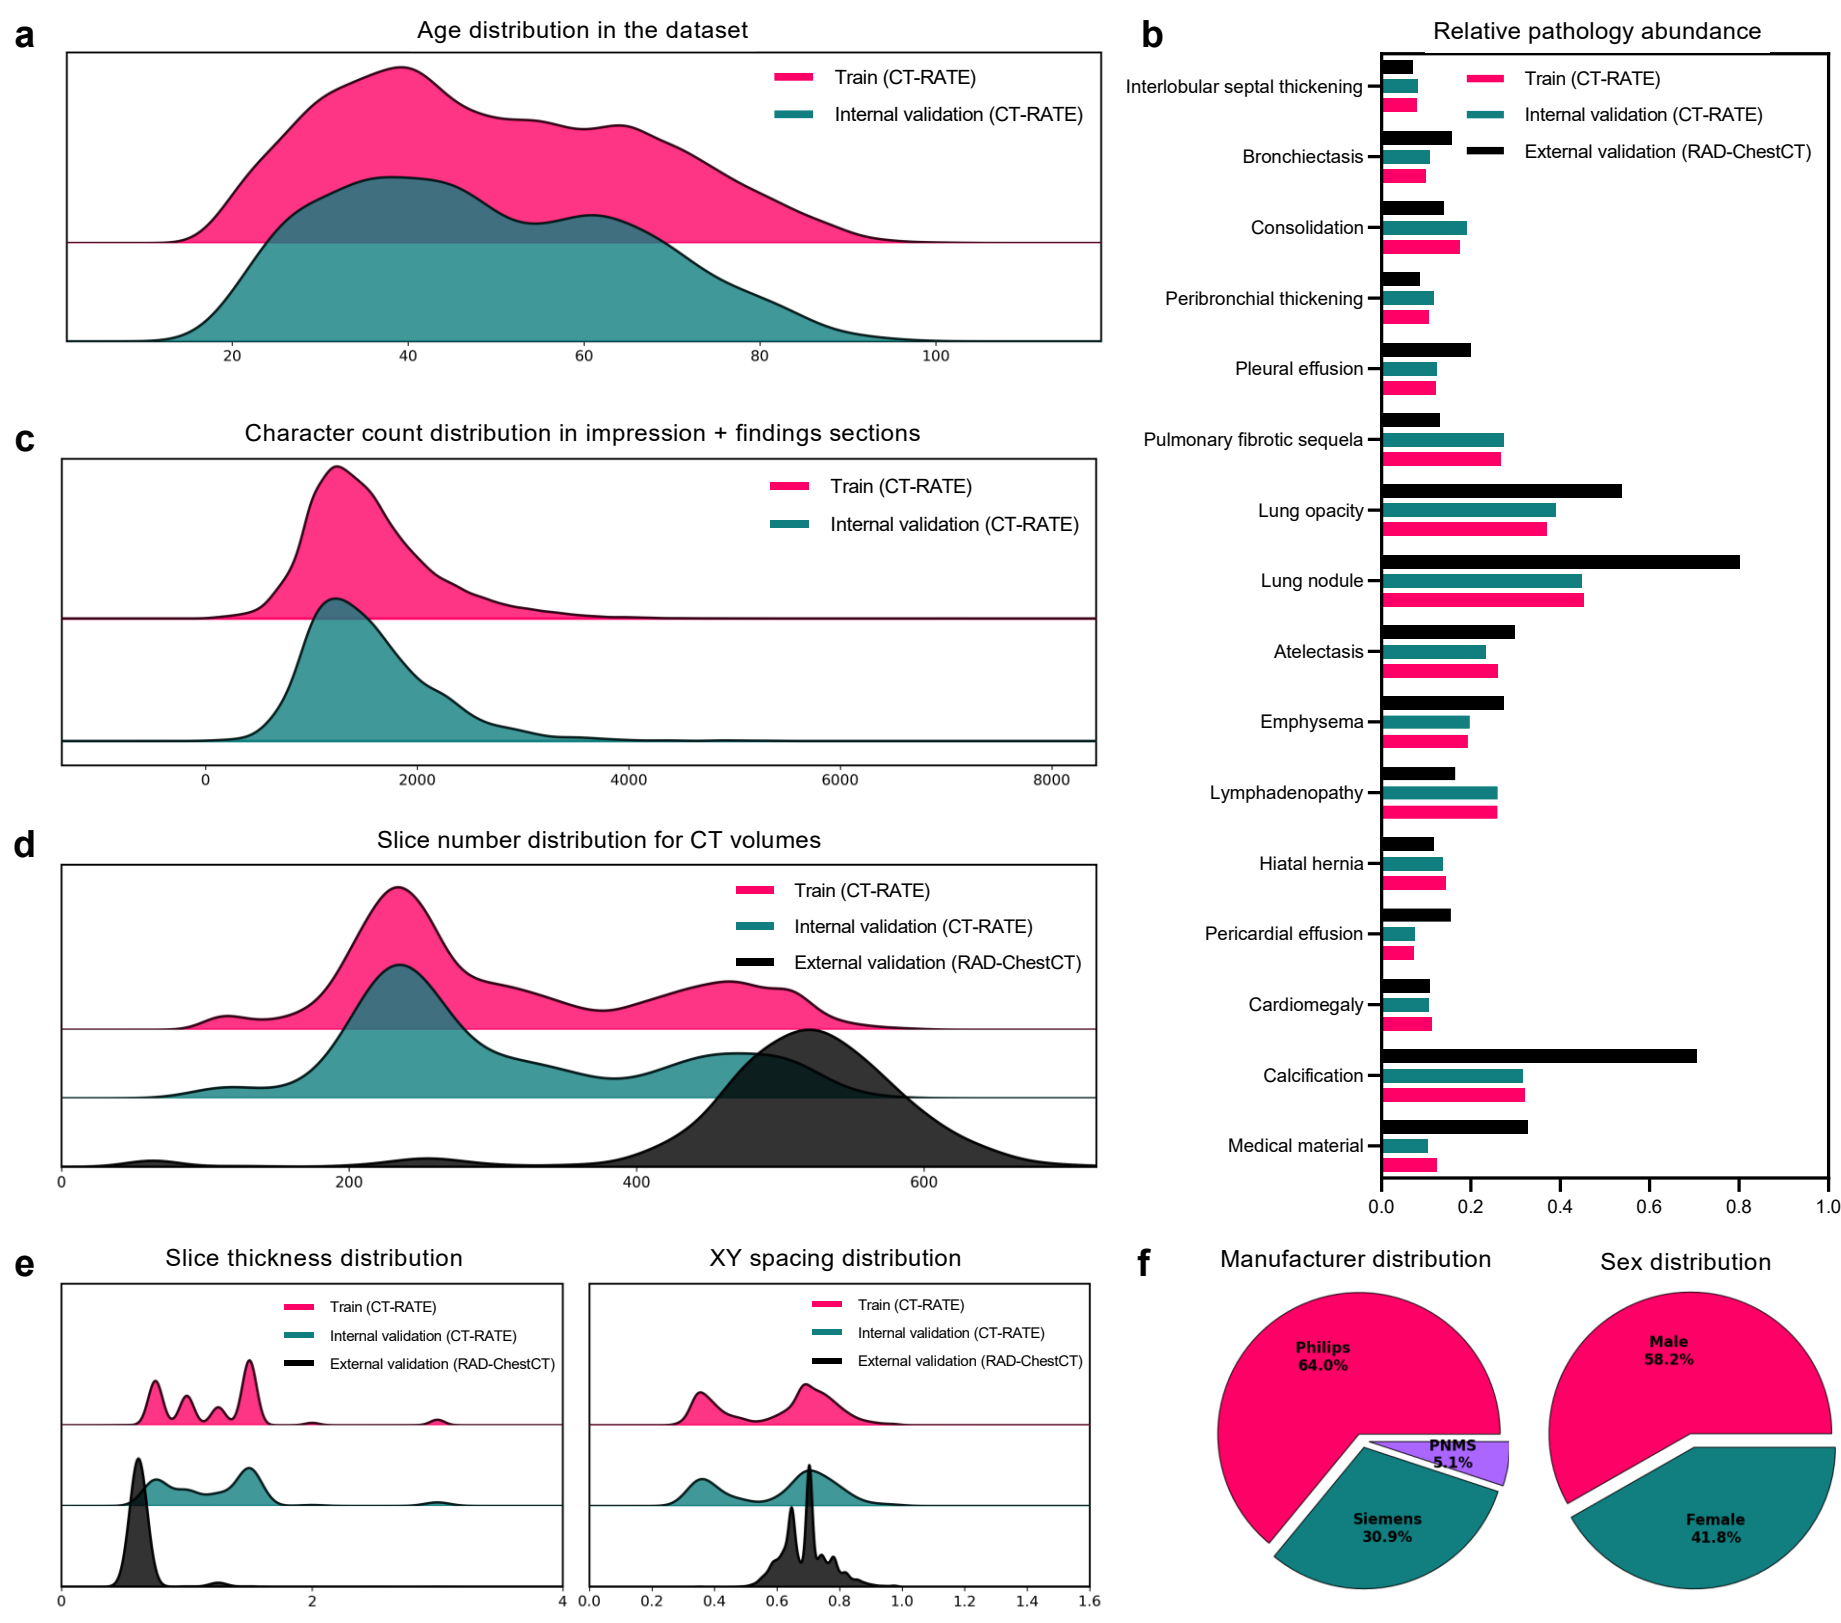 a
Age distribution in the dataset
Train (CT-RATE)
Internal validation (CT-RATE)
20
40
60
80
100
b
Relative pathology abundance
Train (CT-RATE)
Internal validation (CT-RATE)
External validation (RAD-ChestCT)
Interlobular septal thickening
Bronchiectasis
Consolidation
Peribronchial thickening
Pleural effusion
Pulmonary fibrotic sequela
Lung opacity
Lung nodule
Atelectasis
Emphysema
Lymphadenopathy
Hiatal hernia
Pericardial effusion
Cardiomegaly
Calcification
Medical material
0.0
0.2
0.4
0.6
0.8
1.0
c
Character count distribution in impression + findings sections
Train (CT-RATE)
Internal validation (CT-RATE)
0
2000
4000
6000
8000
d
Slice number distribution for CT volumes
Train (CT-RATE)
Internal validation (CT-RATE)
External validation (RAD-ChestCT)
0
200
400
600
e
Slice thickness distribution
Train (CT-RATE)
Internal validation (CT-RATE)
External validation (RAD-ChestCT)
0
2
4
XY spacing distribution
Train (CT-RATE)
Internal validation (CT-RATE)
External validation (RAD-ChestCT)
0.0
0.2
0.4
0.6
0.8
1.0
1.2
1.4
1.6
f
Manufacturer distribution
Philips
64.0%
PNMS
5.1%
Siemens
30.9%
Sex distribution
Male
58.2%
Female
41.8%